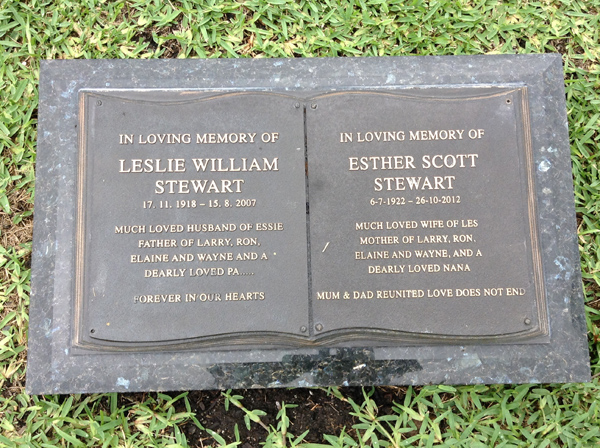 IN LOVING MEMORY OF
LESLIE WILLIAM
STEWART
17. 11. 1918 – 15. 8. 2007
MUCH LOVED HUSBAND OF ESSIE
FATHER OF LARRY, RON,
ELAINE AND WAYNE AND A
DEARLY LOVED PA.....
FOREVER IN OUR HEARTS
IN LOVING MEMORY OF
ESTHER SCOTT
STEWART
6-7-1922 – 26-10-2012
MUCH LOVED WIFE OF LES
MOTHER OF LARRY, RON,
ELAINE AND WAYNE, AND A
DEARLY LOVED NANA
MUM & DAD REUNITED LOVE DOES NOT END